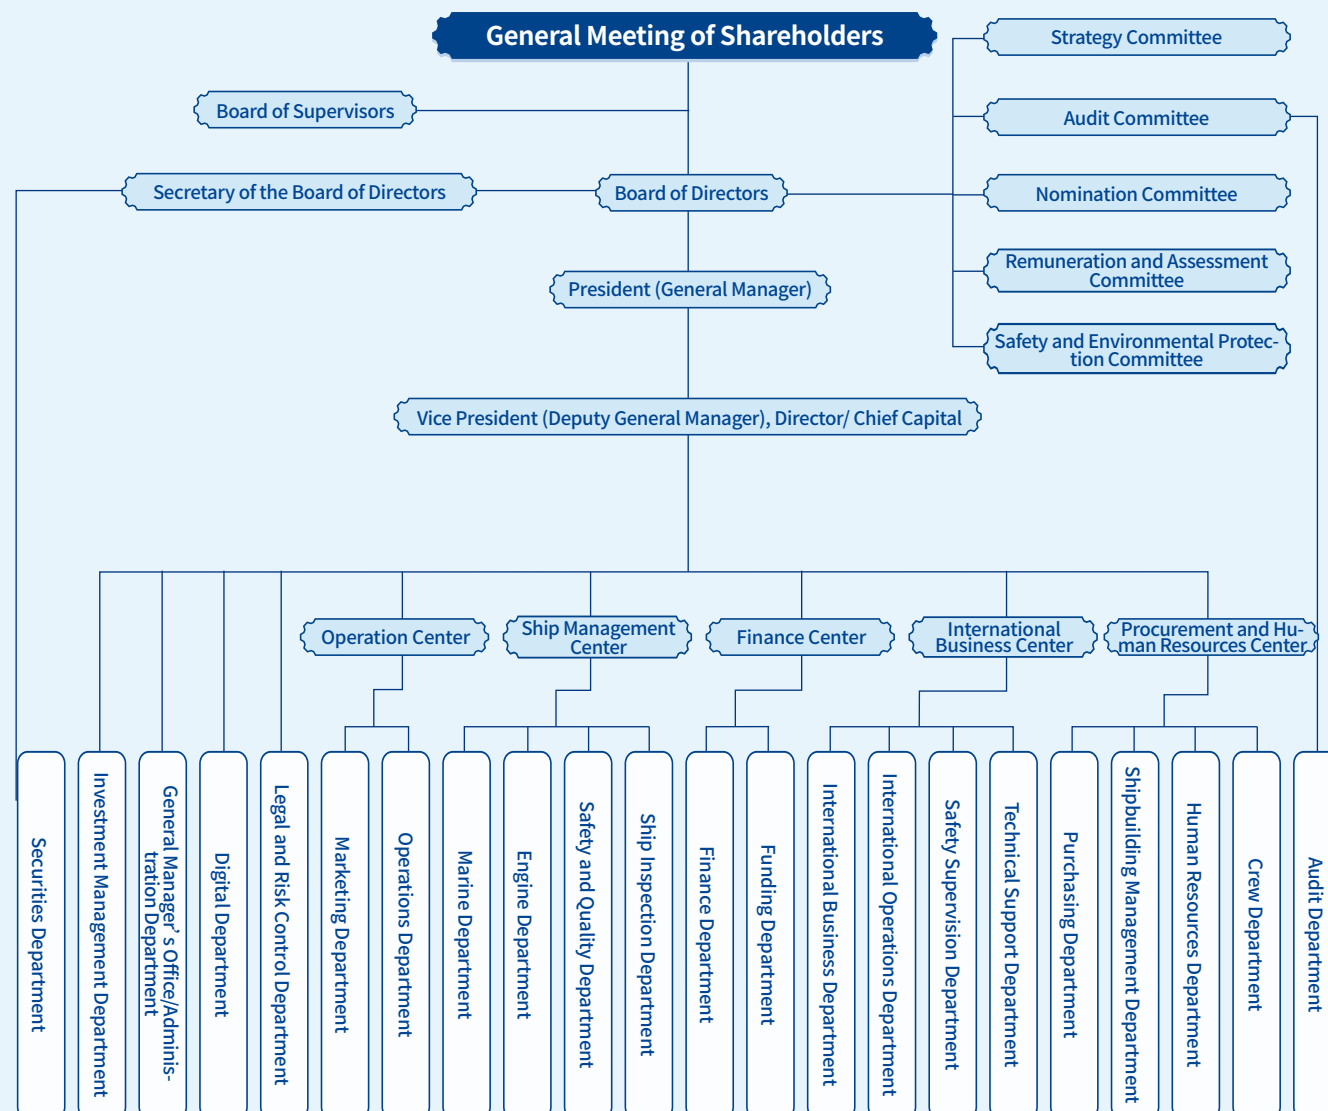 General Meeting of Shareholders
Strategy Committee
Board of Supervisors
Audit Committee
Secretary of the Board of Directors
Board of Directors
Nomination Committee
Remuneration and Assessment
Committee
President (General Manager)
Safety and Environmental Protec-
tion Committee
Vice President (Deputy General Manager), Director/ Chief Capital
Operation Center
Ship Management
Center
Finance Center
International
Business Center
Procurement and Hu-
man Resources Center
Securities Department
Investment Management Department
General Manager’ s Office/Adminis-
tration Department
Digital Department
Legal and Risk Control Department
Marketing Department
Operations Department
Marine Department
Engine Department
Safety and Quality Department
Ship Inspection Department
Finance Department
Funding Department
International Business Department
International Operations Department
Safety Supervision Department
Technical Support Department
Purchasing Department
Shipbuilding Management Department
Human Resources Department
Crew Department
Audit Department